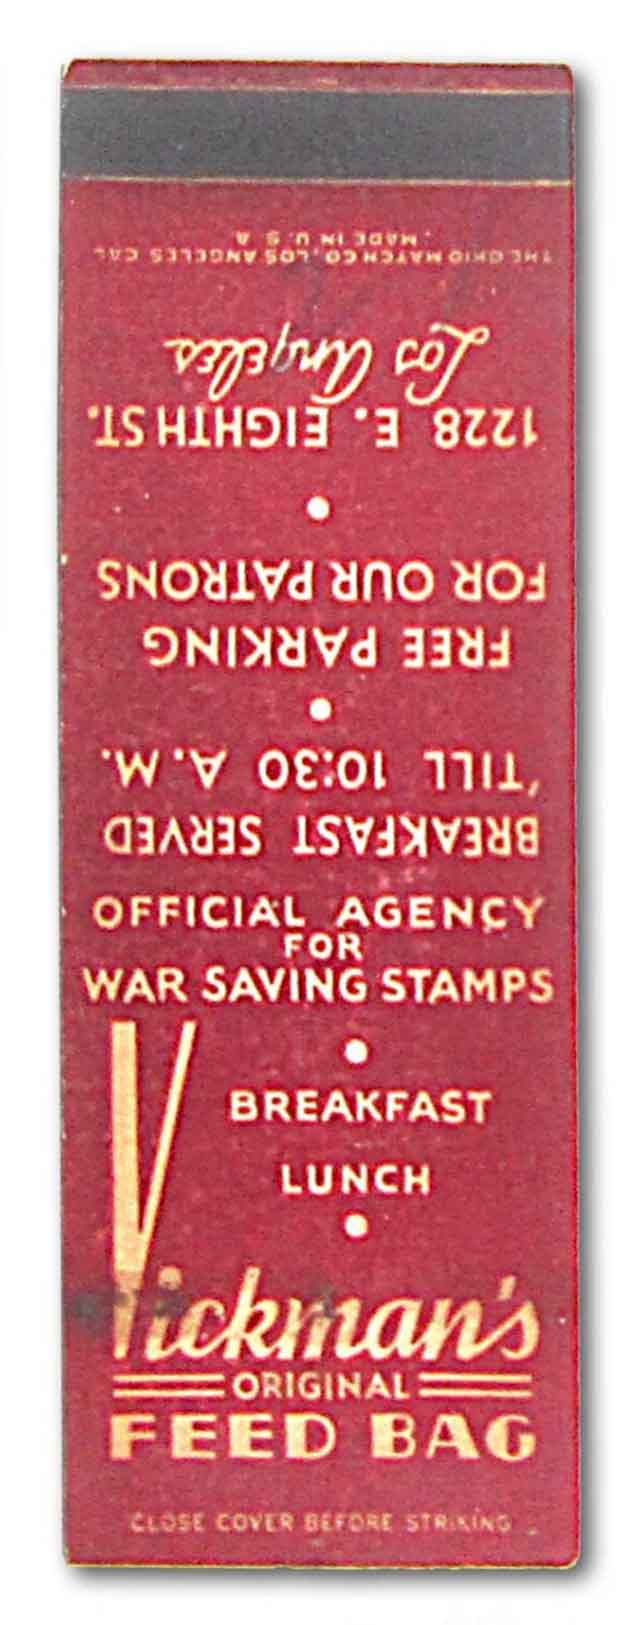 OFFICIAL AGENCY
FOR
WAR SAVING STAMPS
•
BREAKFAST
LUNCH
•
Vickman's
ORIGINAL
FEED BAG
CLOSE COVER BEFORE STRIKING
BREAKFAST SERVED
'TILL 10:30 A.M.
•
FREE PARKING
FOR OUR PATRONS
•
1228 E. EIGHTH ST.
Los Angeles
THE OHIO MATCH CO., LOS ANGELES CAL
MADE IN U.S.A.